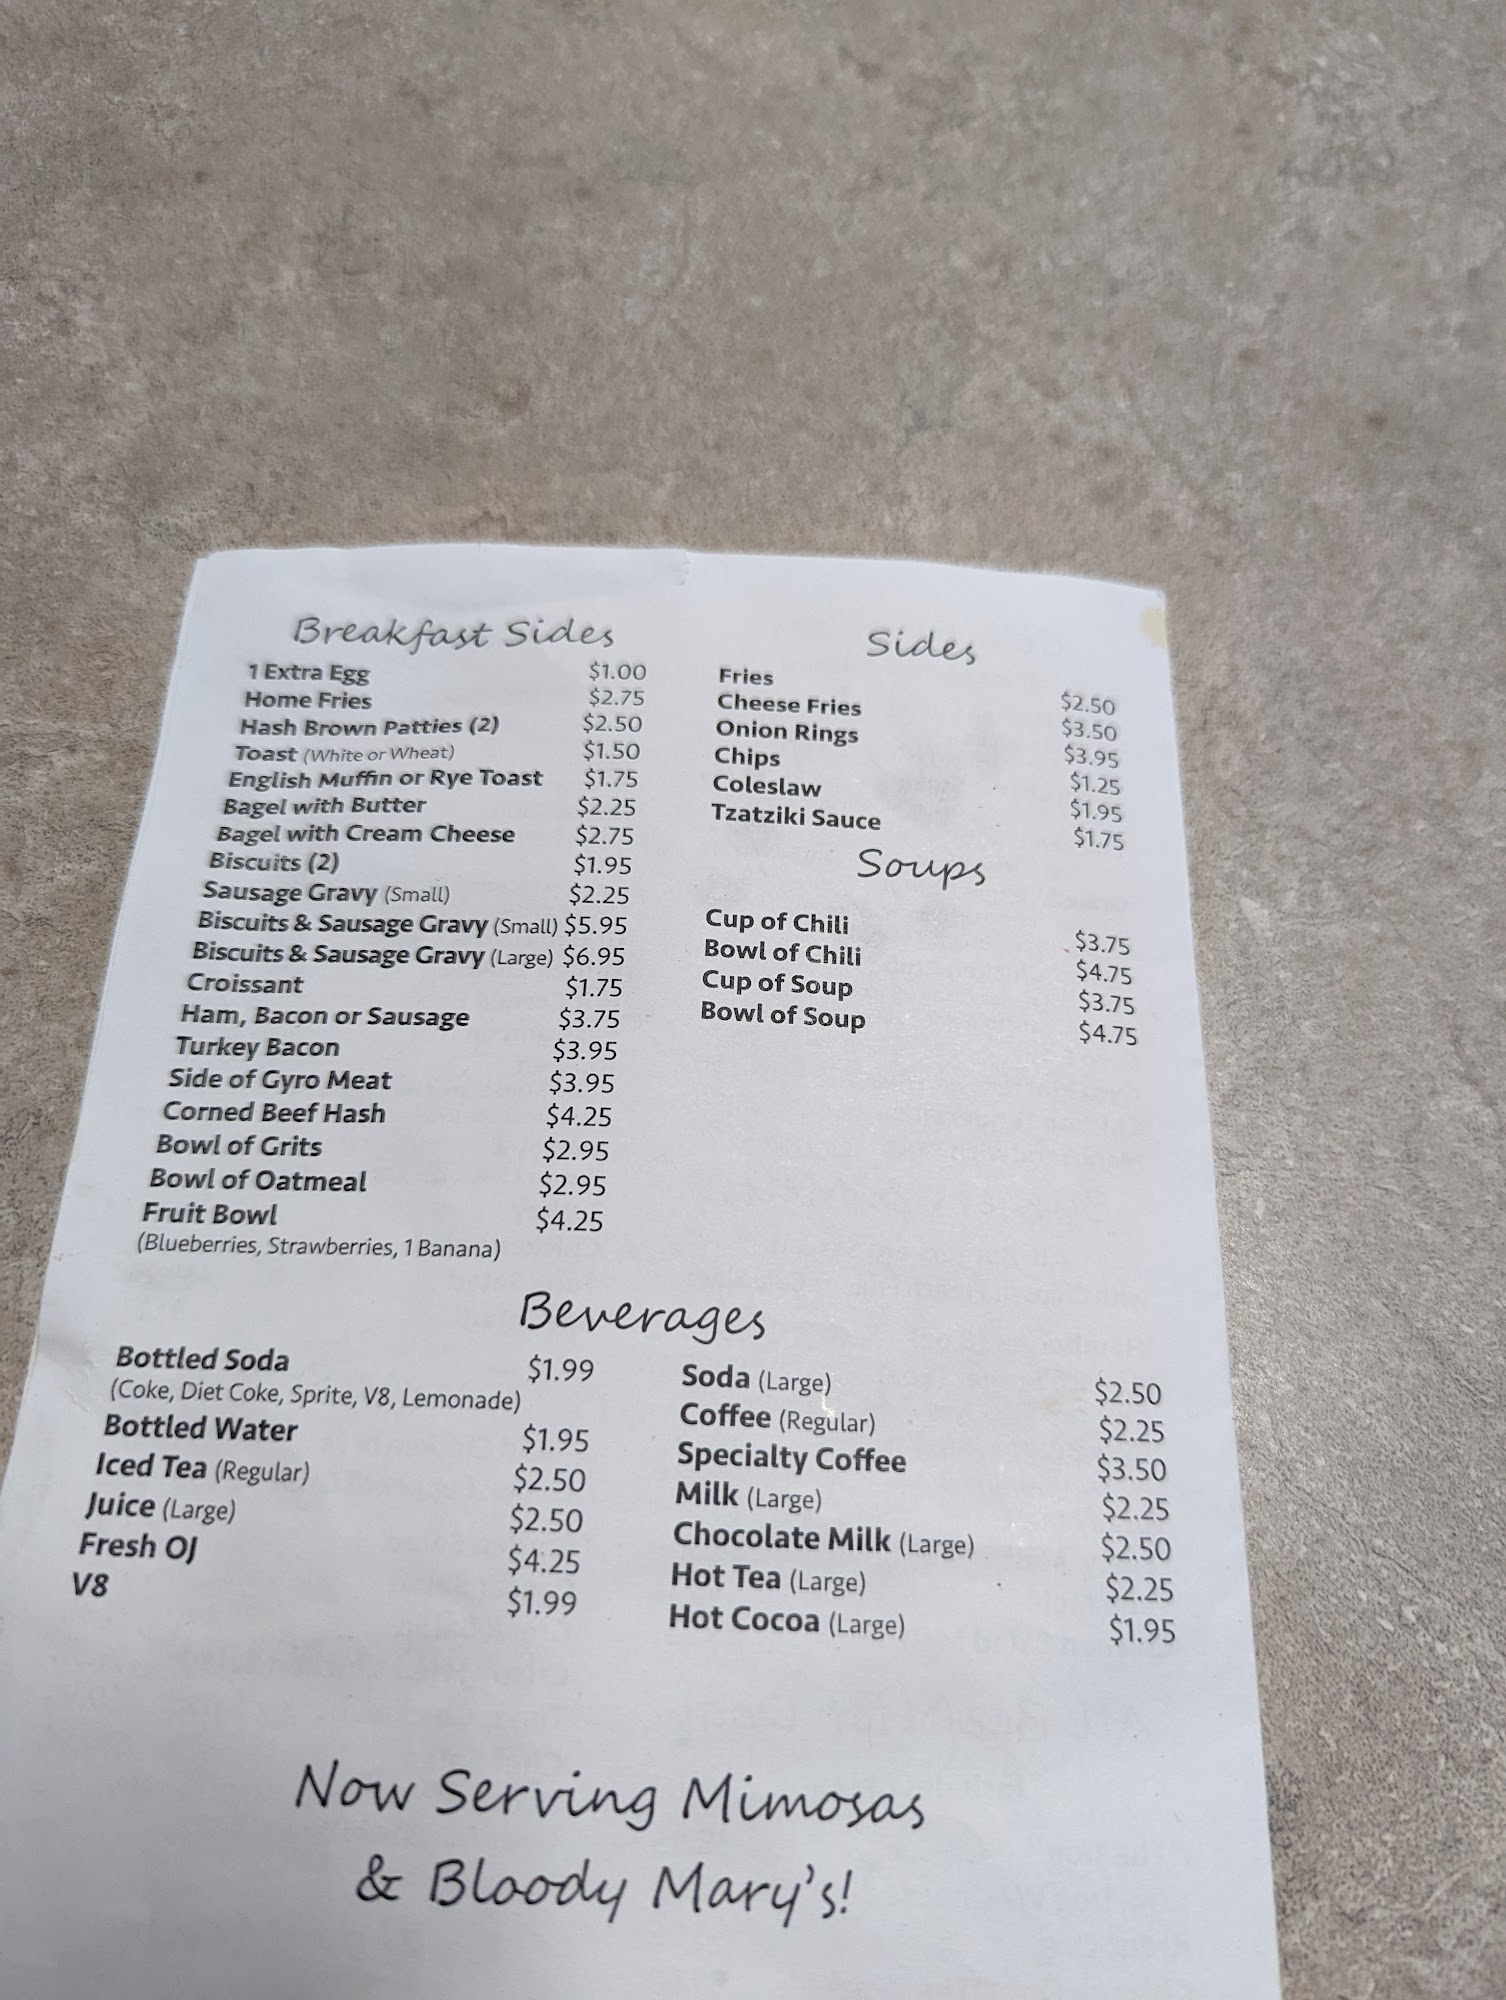 Breakfast Sides
1 Extra Egg $1.00
Home Fries $2.75
Hash Brown Patties (2) $2.50
Toast (White or Wheat) $1.50
English Muffin or Rye Toast $1.75
Bagel with Butter $2.25
Bagel with Cream Cheese $2.75
Biscuits (2) $1.95
Sausage Gravy (Small) $2.25
Biscuits & Sausage Gravy (Small) $5.95
Biscuits & Sausage Gravy (Large) $6.95
Croissant $1.75
Ham, Bacon or Sausage $3.75
Turkey Bacon $3.95
Side of Gyro Meat $3.95
Corned Beef Hash $4.25
Bowl of Grits $2.95
Bowl of Oatmeal $2.95
Fruit Bowl $4.25
(Blueberries, Strawberries, 1 Banana)
Sides
Fries $2.50
Cheese Fries $3.50
Onion Rings $3.95
Chips $1.25
Coleslaw $1.95
Tzatziki Sauce $1.75
Soups
Cup of Chili $3.75
Bowl of Chili $4.75
Cup of Soup $3.75
Bowl of Soup $4.75
Beverages
Bottled Soda $1.99
(Coke, Diet Coke, Sprite, V8, Lemonade)
Bottled Water $1.95
Iced Tea (Regular) $2.50
Juice (Large) $2.50
Fresh OJ $4.25
V8 $1.99
Soda (Large) $2.50
Coffee (Regular) $2.25
Specialty Coffee $3.50
Milk (Large) $2.25
Chocolate Milk (Large) $2.50
Hot Tea (Large) $2.25
Hot Cocoa (Large) $1.95
Now Serving Mimosas
& Bloody Mary's!